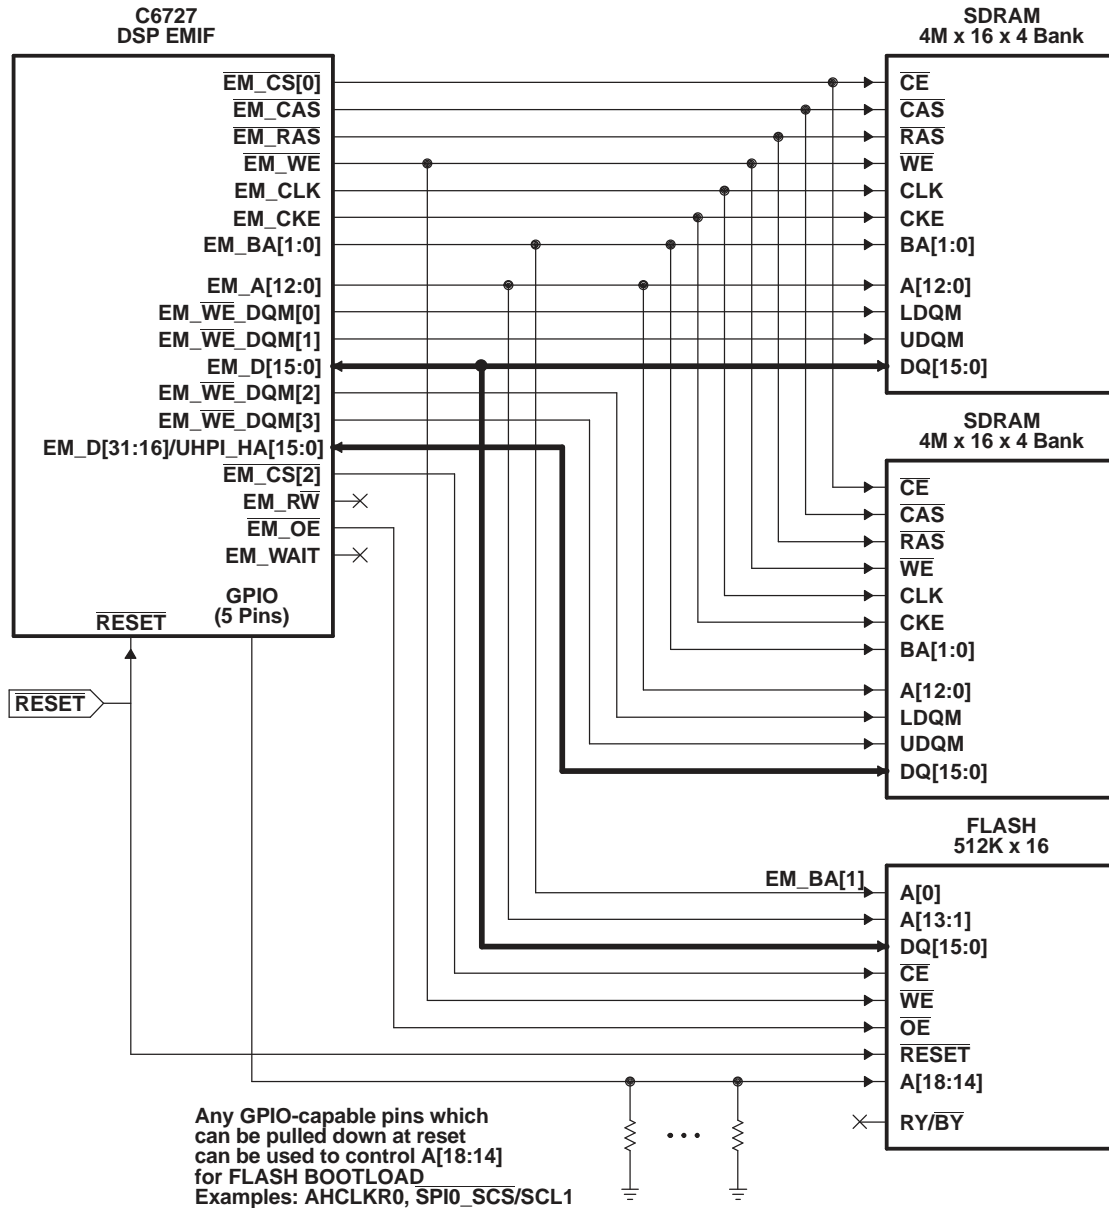 C6727
DSP EMIF
EM_CS[0]
EM_CAS
EM_RAS
EM_WE
EM_CLK
EM_CKE
EM_BA[1:0]
EM_A[12:0]
EM_WE_DQM[0]
EM_WE_DQM[1]
EM_D[15:0]
EM_WE_DQM[2]
EM_WE_DQM[3]
EM_D[31:16]/UHPI_HA[15:0]
EM_CS[2]
EM_RW
EM_OE
EM_WAIT
GPIO
(5 Pins)
RESET
RESET
SDRAM
4M x 16 x 4 Bank
CE
CAS
RAS
WE
CLK
CKE
BA[1:0]
A[12:0]
LDQM
UDQM
DQ[15:0]
SDRAM
4M x 16 x 4 Bank
CE
CAS
RAS
WE
CLK
CKE
BA[1:0]
A[12:0]
LDQM
UDQM
DQ[15:0]
FLASH
512K x 16
EM_BA[1]
A[0]
A[13:1]
DQ[15:0]
CE
WE
OE
RESET
A[18:14]
RY/BY
Any GPIO-capable pins which
can be pulled down at reset
can be used to control A[18:14]
for FLASH BOOTLOAD
Examples: AHCLKR0, SPI0_SCS/SCL1